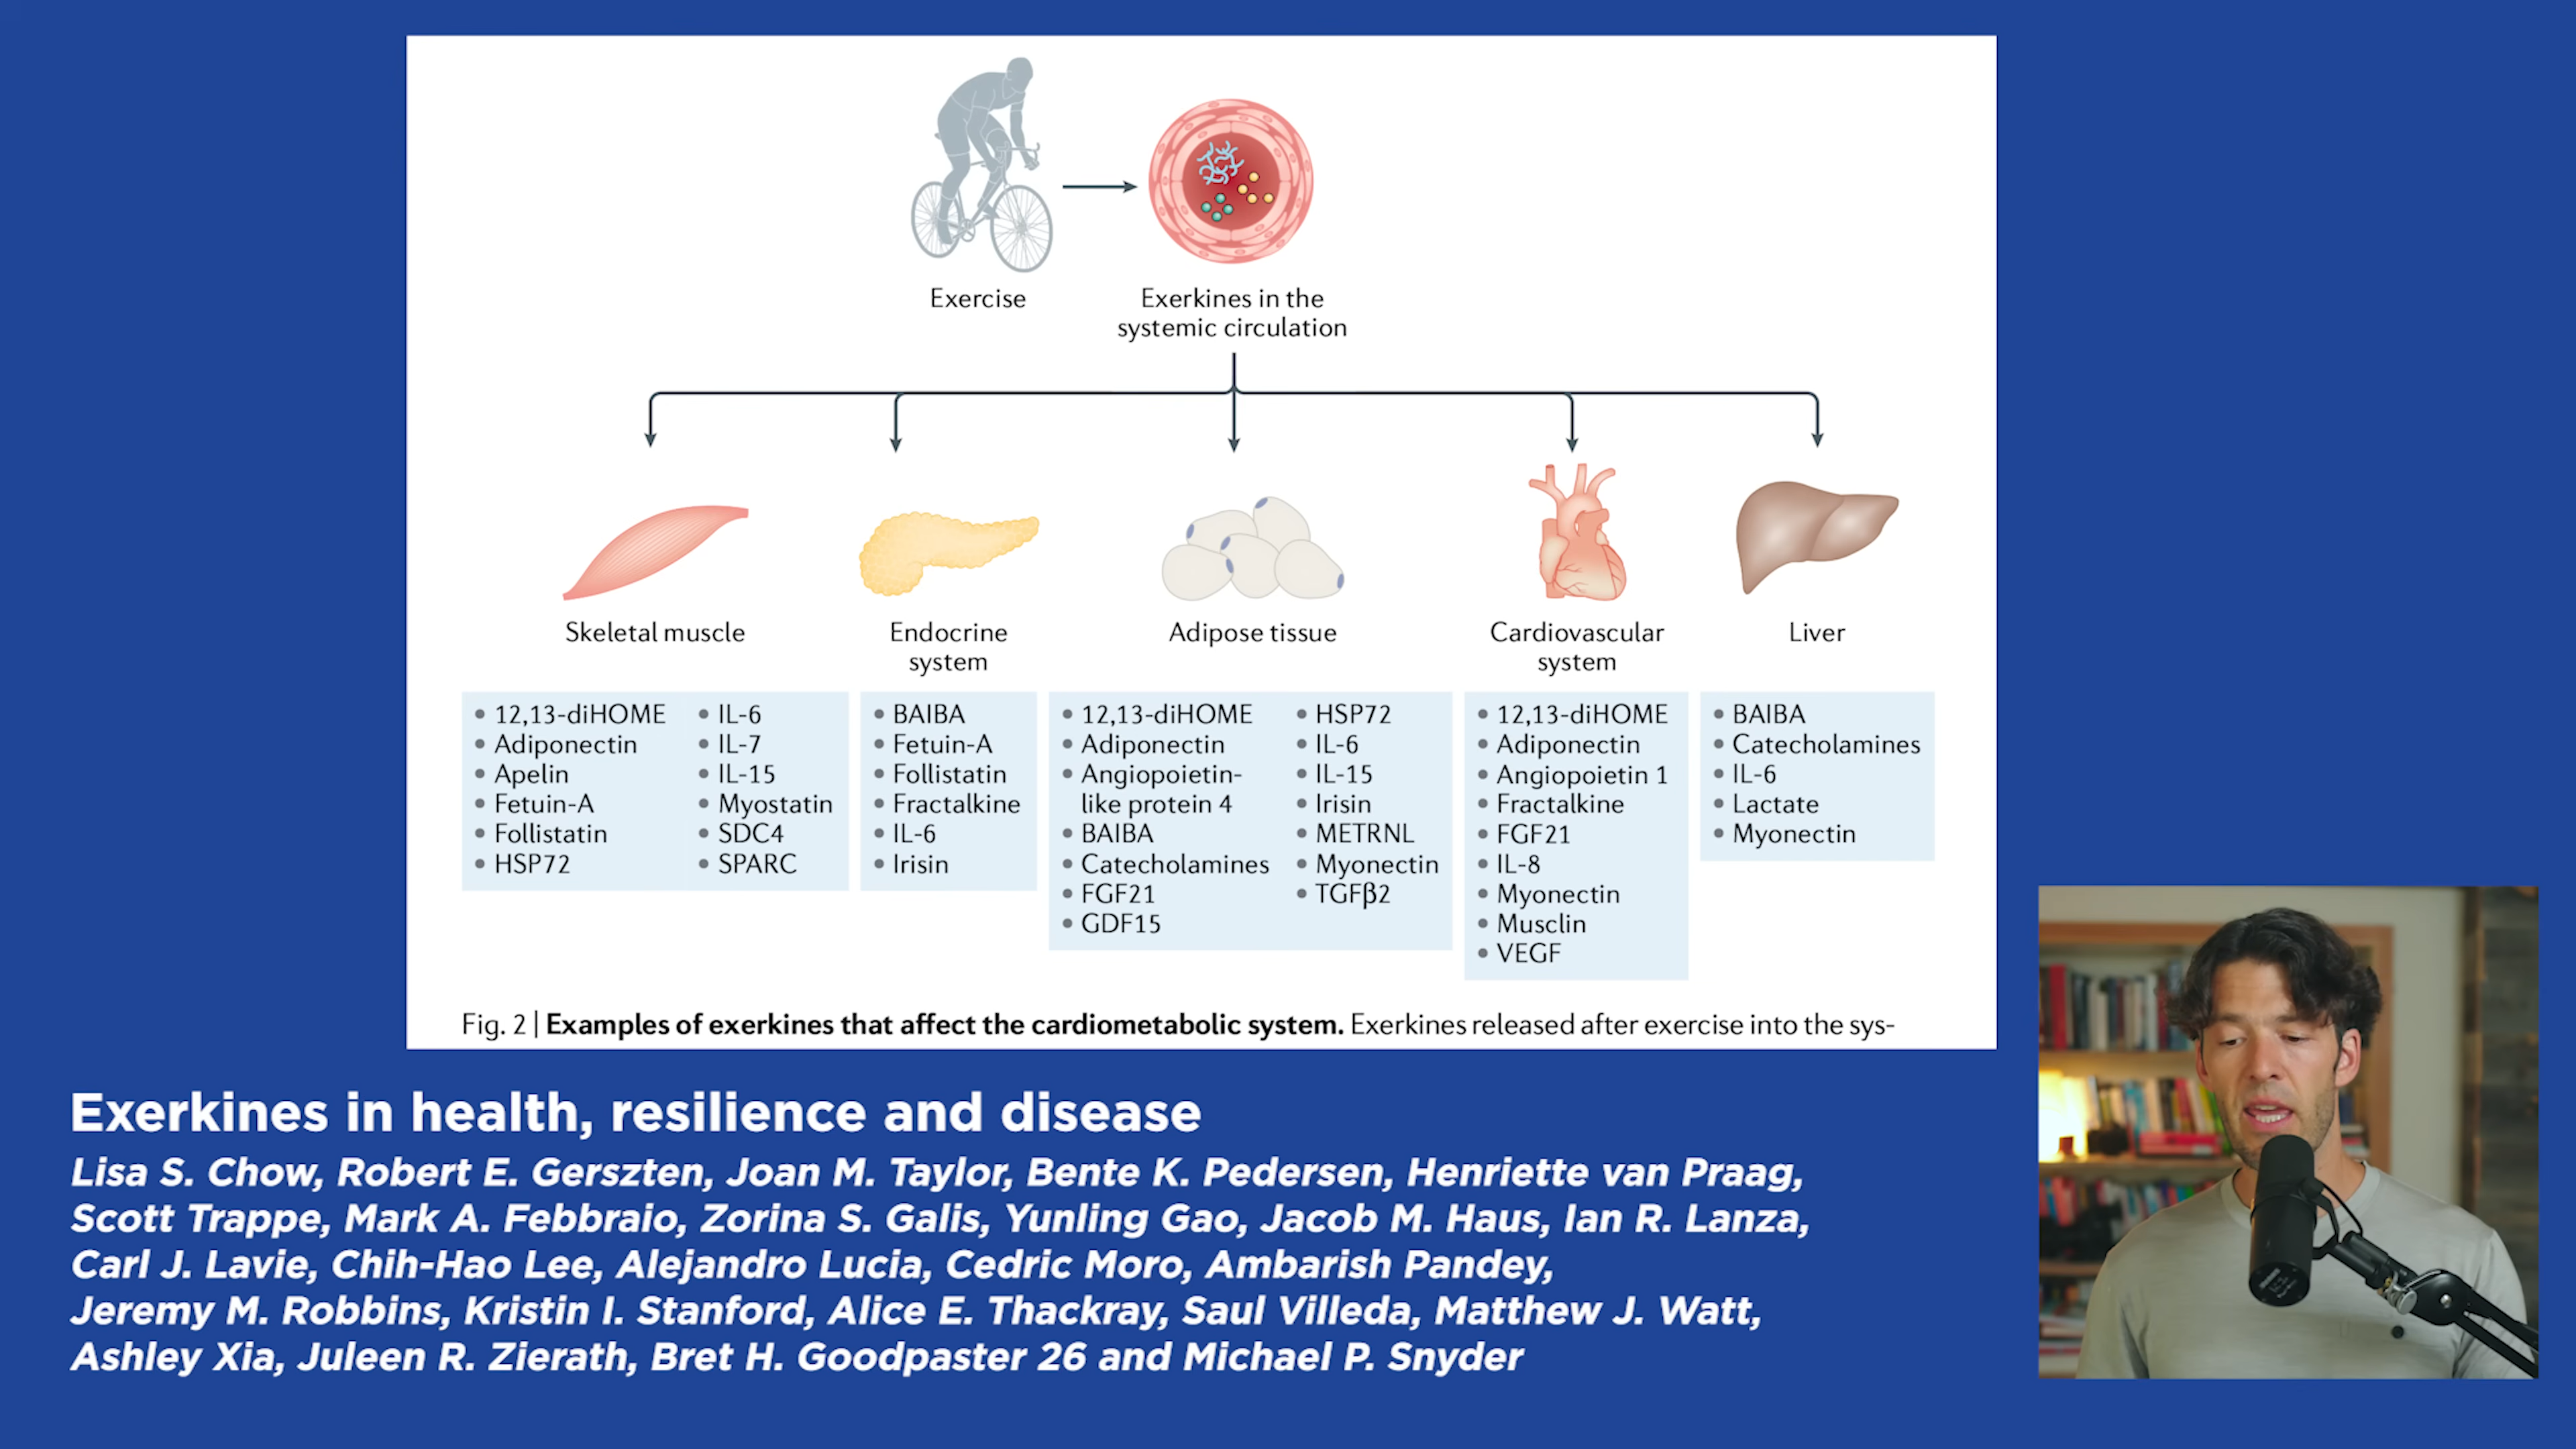 Exercise
Exerkines in the
systemic circulation
Skeletal muscle
Endocrine
system
Adipose tissue
Cardiovascular
system
Liver
• 12,13-diHOME
• Adiponectin
• Apelin
• Fetuin-A
• Follistatin
• HSP72
• IL-6
• IL-7
• IL-15
• Myostatin
• SDC4
• SPARC
• BAIBA
• Fetuin-A
• Follistatin
• Fractalkine
• IL-6
• Irisin
• 12,13-diHOME
• Adiponectin
• Angiopoietin-
like protein 4
• BAIBA
• Catecholamines
• FGF21
• GDF15
• HSP72
• IL-6
• IL-15
• Irisin
• METRNL
• Myonectin
• TGFβ2
• 12,13-diHOME
• Adiponectin
• Angiopoietin 1
• Fractalkine
• FGF21
• IL-8
• Myonectin
• Musclin
• VEGF
• BAIBA
• Catecholamines
• IL-6
• Lactate
• Myonectin
Fig. 2 | Examples of exerkines that affect the cardiometabolic system. Exerkines released after exercise into the sys-
Exerkines in health, resilience and disease
Lisa S. Chow, Robert E. Gerszten, Joan M. Taylor, Bente K. Pedersen, Henriette van Praag,
Scott Trappe, Mark A. Febbraio, Zorina S. Galis, Yunling Gao, Jacob M. Haus, Ian R. Lanza,
Carl J. Lavie, Chih-Hao Lee, Alejandro Lucia, Cedric Moro, Ambarish Pandey,
Jeremy M. Robbins, Kristin I. Stanford, Alice E. Thackray, Saul Villeda, Matthew J. Watt,
Ashley Xia, Juleen R. Zierath, Bret H. Goodpaster 26 and Michael P. Snyder